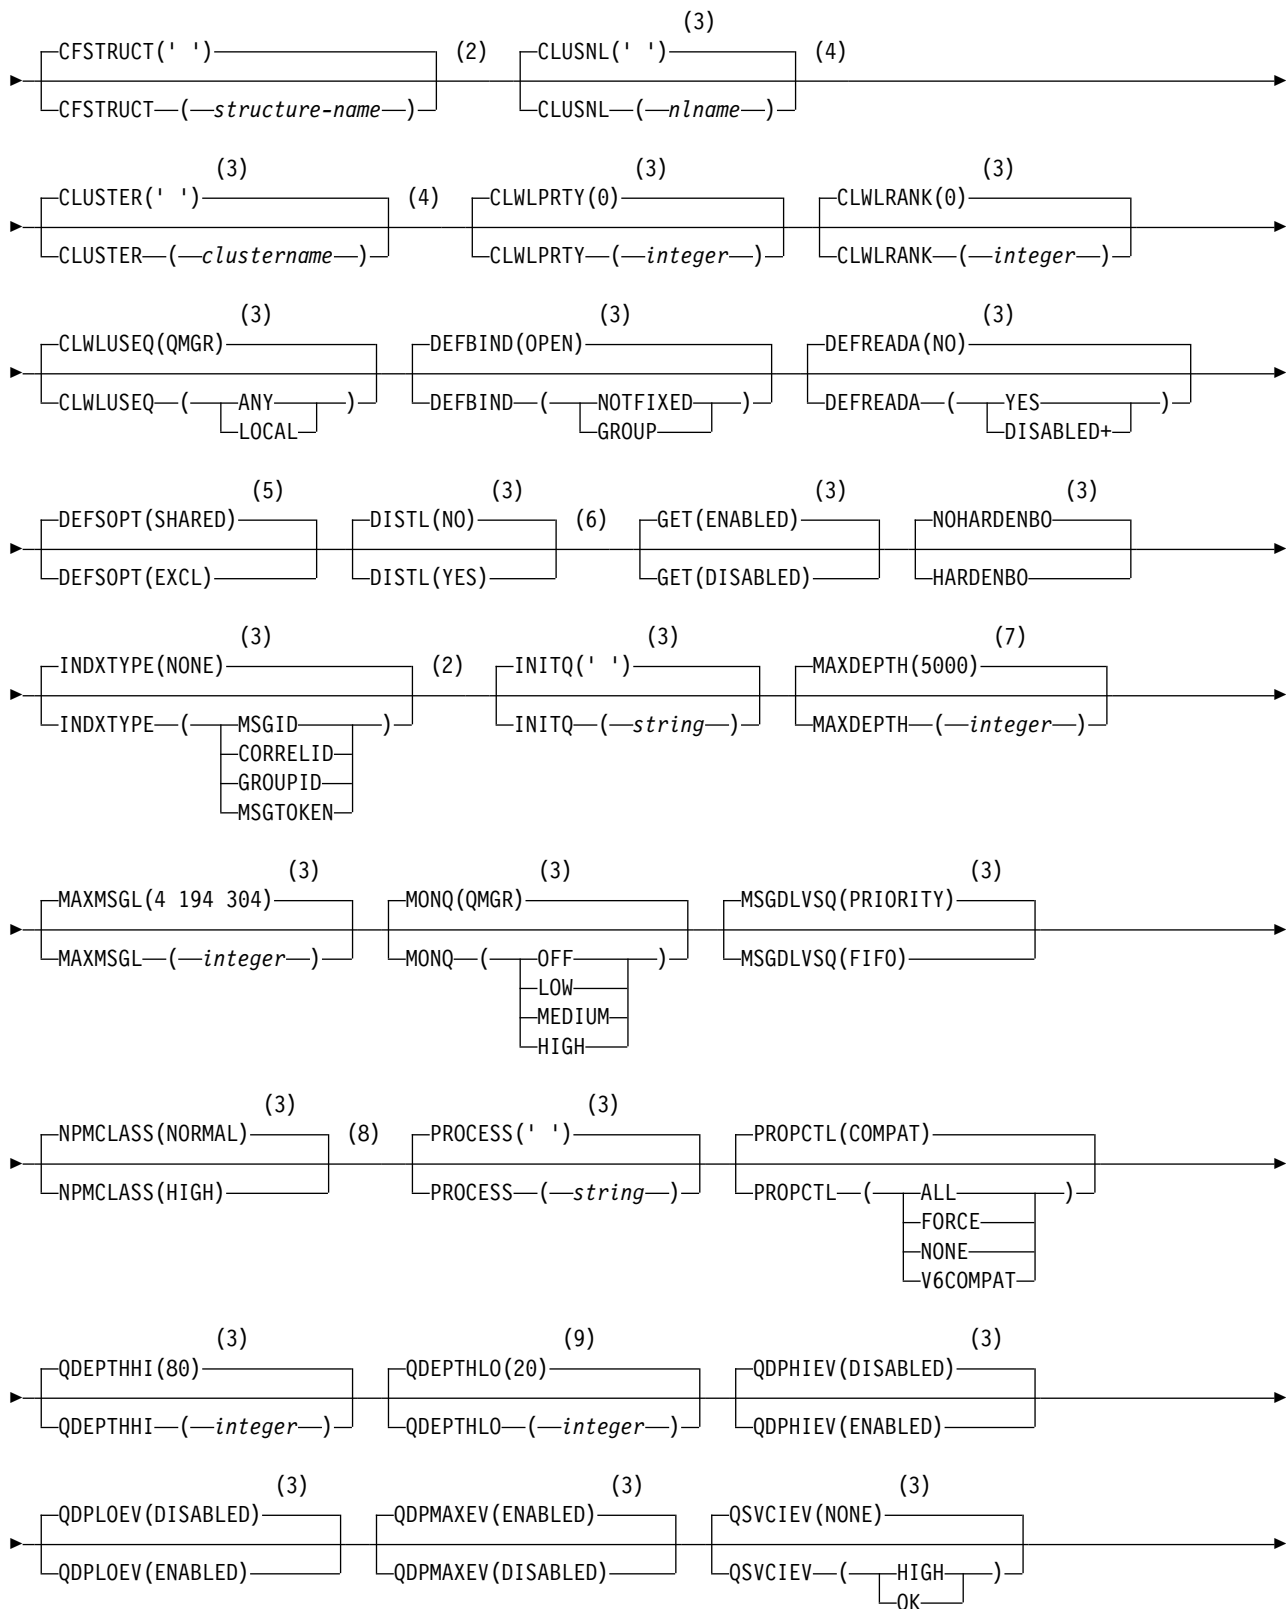 (3)
CFSTRUCT(' ') (2) CLUSNL(' ') (4)
CFSTRUCT ( structure-name ) CLUSNL ( nlname )
(3) (3) (3)
CLUSTER(' ') (4) CLWLPRTY(0) CLWLRANK(0)
CLUSTER ( clustername ) CLWLPRTY ( integer ) CLWLRANK ( integer )
(3) (3) (3)
CLWLUSEQ(QMGR) DEFBIND(OPEN) DEFREADA(NO)
CLWLUSEQ ( ANY ) DEFBIND ( NOTFIXED ) DEFREADA ( YES )
LOCAL GROUP DISABLED+
(5) (3) (3) (3)
DEFSOPT(SHARED) DISTL(NO) (6) GET(ENABLED) NOHARDENBO
DEFSOPT(EXCL) DISTL(YES) GET(DISABLED) HARDENBO
(3) (3) (7)
INDXTYPE(NONE) (2) INITQ(' ') MAXDEPTH(5000)
INDXTYPE ( MSGID ) INITQ ( string ) MAXDEPTH ( integer )
CORRELID
GROUPID
MSGTOKEN
(3) (3) (3)
MAXMSGL(4 194 304) MONQ(QMGR) MSGDLVSQ(PRIORITY)
MAXMSGL ( integer ) MONQ ( OFF ) MSGDLVSQ(FIFO)
LOW
MEDIUM
HIGH
(3) (3)
NPMCLASS(NORMAL) (8) PROCESS(' ') PROPCTL(COMPAT)
NPMCLASS(HIGH) PROCESS ( string ) PROPCTL ( ALL )
FORCE
NONE
V6COMPAT
(3) (9) (3)
QDEPTHHI(80) QDEPTHLO(20) QDPHIEV(DISABLED)
QDEPTHHI ( integer ) QDEPTHLO ( integer ) QDPHIEV(ENABLED)
(3) (3) (3)
QDPLOEV(DISABLED) QDPMAXEV(ENABLED) QSVCIEV(NONE)
QDPLOEV(ENABLED) QDPMAXEV(DISABLED) QSVCIEV ( HIGH )
OK